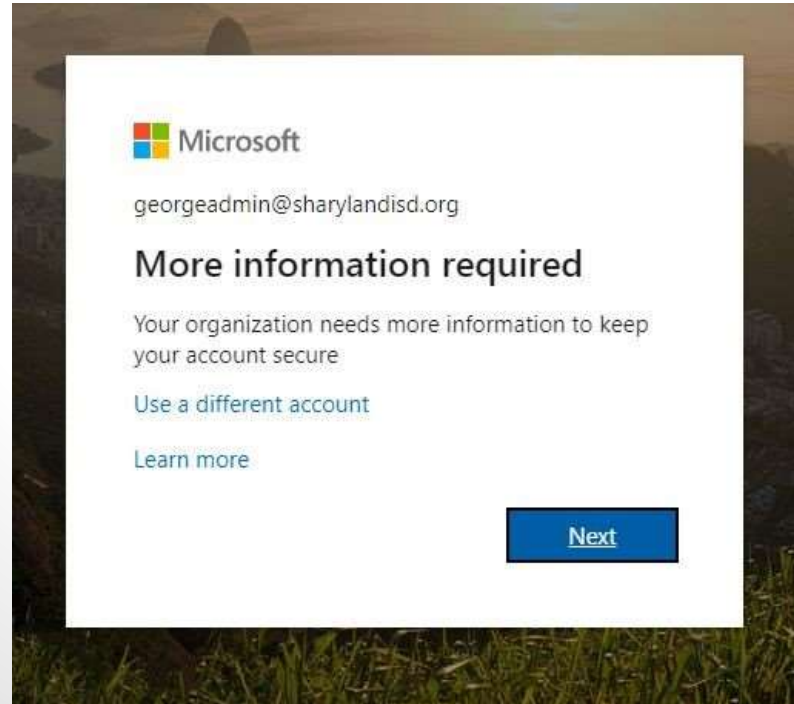 Microsoft
georgeadmin@sharylandisd.org
More information required
Your organization needs more information to keep
your account secure
Use a different account
Learn more
Next